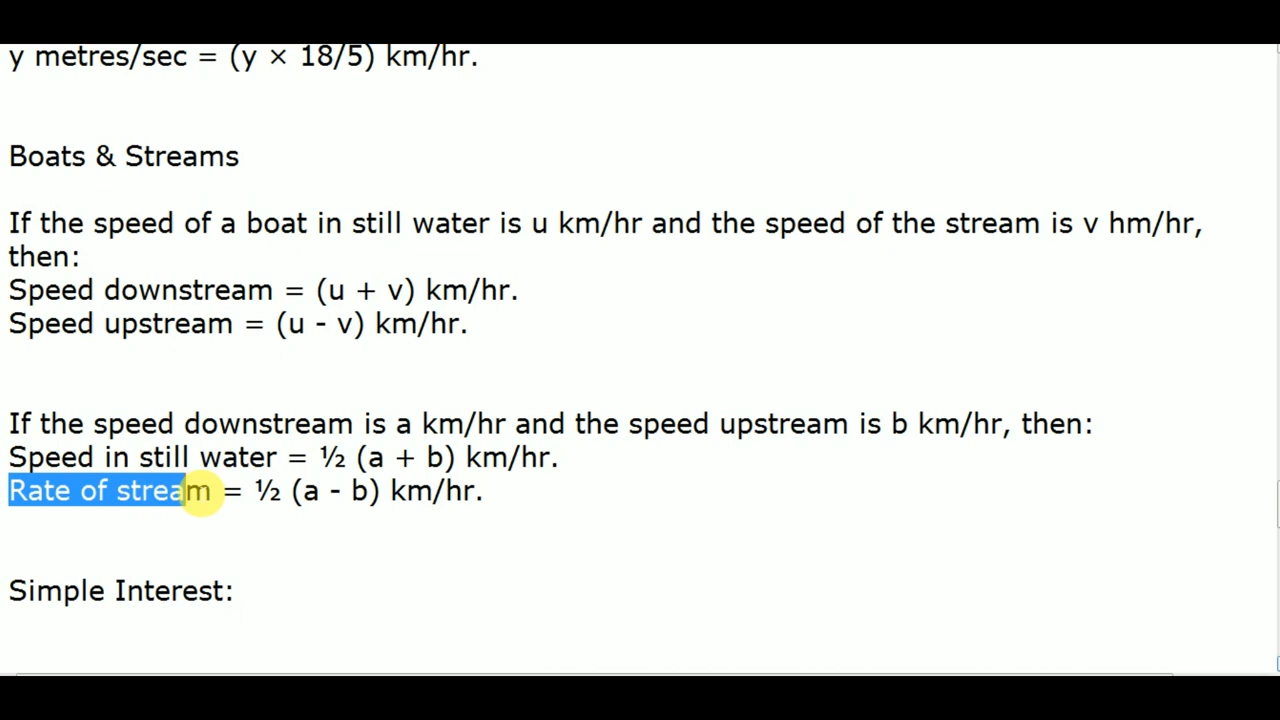 y metres/sec = (y × 18/5) km/hr.
Boats & Streams
If the speed of a boat in still water is u km/hr and the speed of the stream is v hm/hr,
then:
Speed downstream = (u + v) km/hr.
Speed upstream = (u - v) km/hr.
If the speed downstream is a km/hr and the speed upstream is b km/hr, then:
Speed in still water = ½ (a + b) km/hr.
Rate of stream = ½ (a - b) km/hr.
Simple Interest: